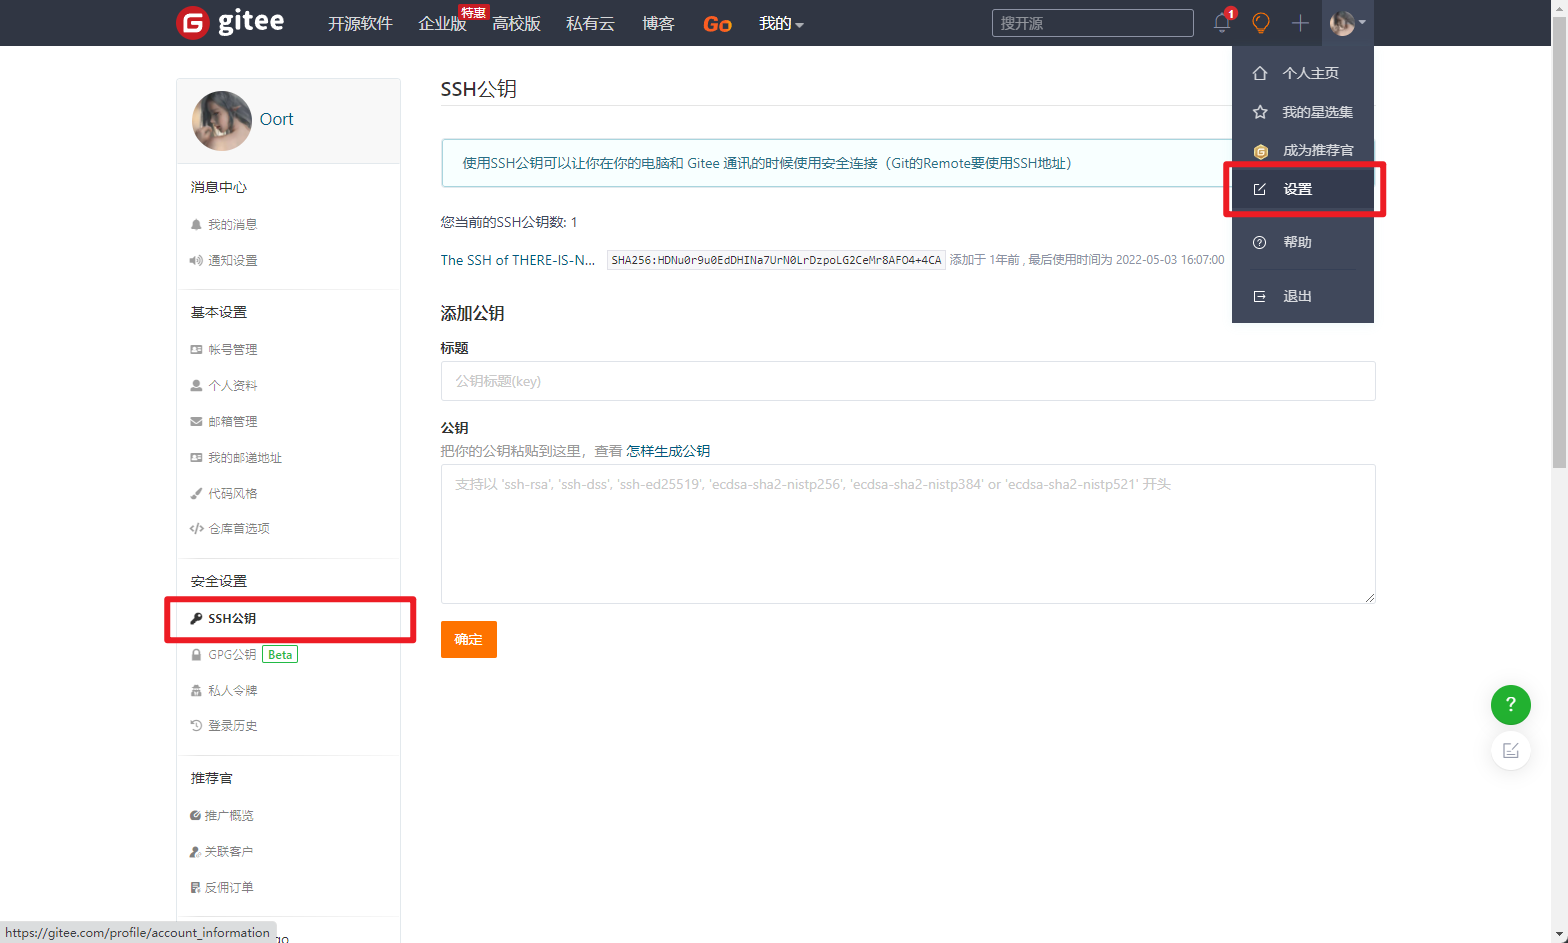 gitee
开源软件
企业版
特惠
高校版
私有云
博客
Go
我的
搜开源
1
个人主页
我的星选集
成为推荐官
设置
帮助
退出
Oort
消息中心
我的消息
通知设置
基本设置
帐号管理
个人资料
邮箱管理
我的邮递地址
代码风格
仓库首选项
安全设置
SSH公钥
GPG公钥 Beta
私人令牌
登录历史
推荐官
推广概览
关联客户
反佣订单
SSH公钥
使用SSH公钥可以让你在你的电脑和 Gitee 通讯的时候使用安全连接（Git的Remote要使用SSH地址）
您当前的SSH公钥数: 1
The SSH of THERE-IS-N... SHA256:HDNu0r9u0EdDHINa7UrN0LrDzpoLG2CeMr8AFO4+4CA 添加于 1年前 , 最后使用时间为 2022-05-03 16:07:00
添加公钥
标题
公钥标题(key)
公钥
把你的公钥粘贴到这里，查看 怎样生成公钥
支持以 'ssh-rsa', 'ssh-dss', 'ssh-ed25519', 'ecdsa-sha2-nistp256', 'ecdsa-sha2-nistp384' or 'ecdsa-sha2-nistp521' 开头
确定
?
https://gitee.com/profile/account_information